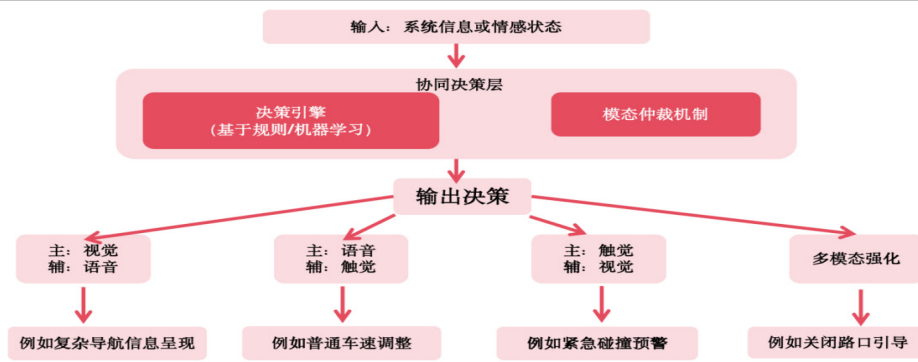 输入：系统信息或情感状态
协同决策层
决策引擎
(基于规则/机器学习)
模态仲裁机制
输出决策
主：视觉
辅：语音
主：语音
辅：触觉
主：触觉
辅：视觉
多模态强化
例如复杂导航信息呈现
例如普通车速调整
例如紧急碰撞预警
例如关闭路口引导